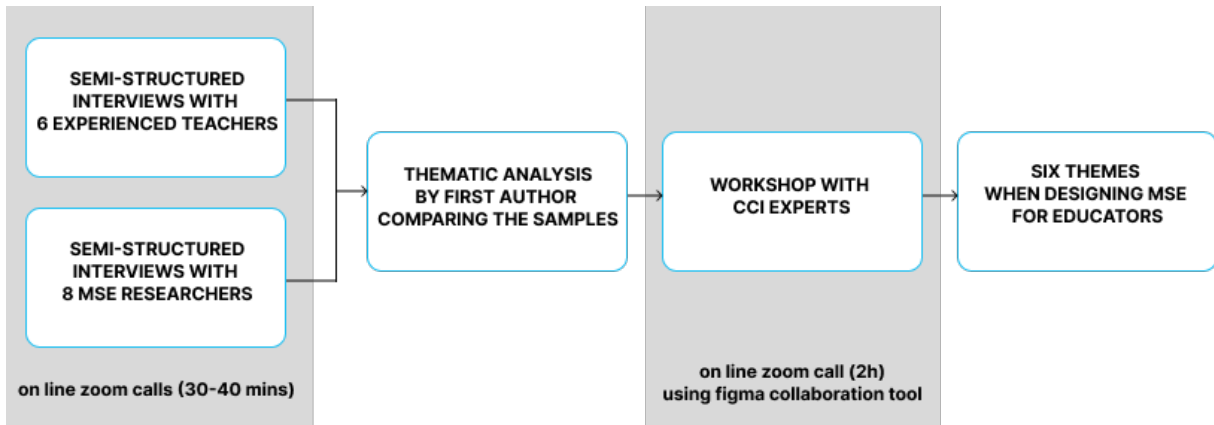 SEMI-STRUCTURED
INTERVIEWS WITH
6 EXPERIENCED TEACHERS
SEMI-STRUCTURED
INTERVIEWS WITH
8 MSE RESEARCHERS
on line zoom calls (30-40 mins)
THEMATIC ANALYSIS
BY FIRST AUTHOR
COMPARING THE SAMPLES
WORKSHOP WITH
CCI EXPERTS
on line zoom call (2h)
using figma collaboration tool
SIX THEMES
WHEN DESIGNING MSE
FOR EDUCATORS